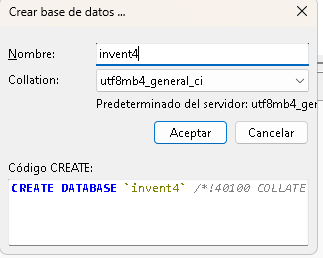 Crear base de datos ...
Nombre: invent4
Collation: utf8mb4_general_ci
Predeterminado del servidor: utf8mb4_ger
Aceptar Cancelar
Código CREATE:
CREATE DATABASE `invent4` /*!40100 COLLATE